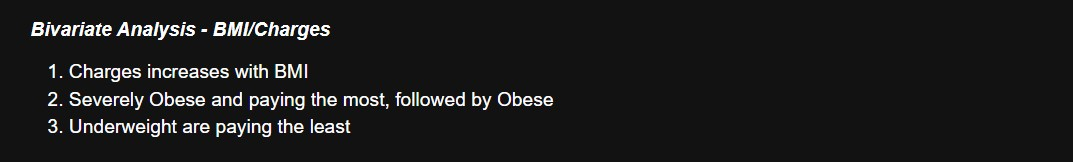 Bivariate Analysis - BMI/Charges
1. Charges increases with BMI
2. Severely Obese and paying the most, followed by Obese
3. Underweight are paying the least